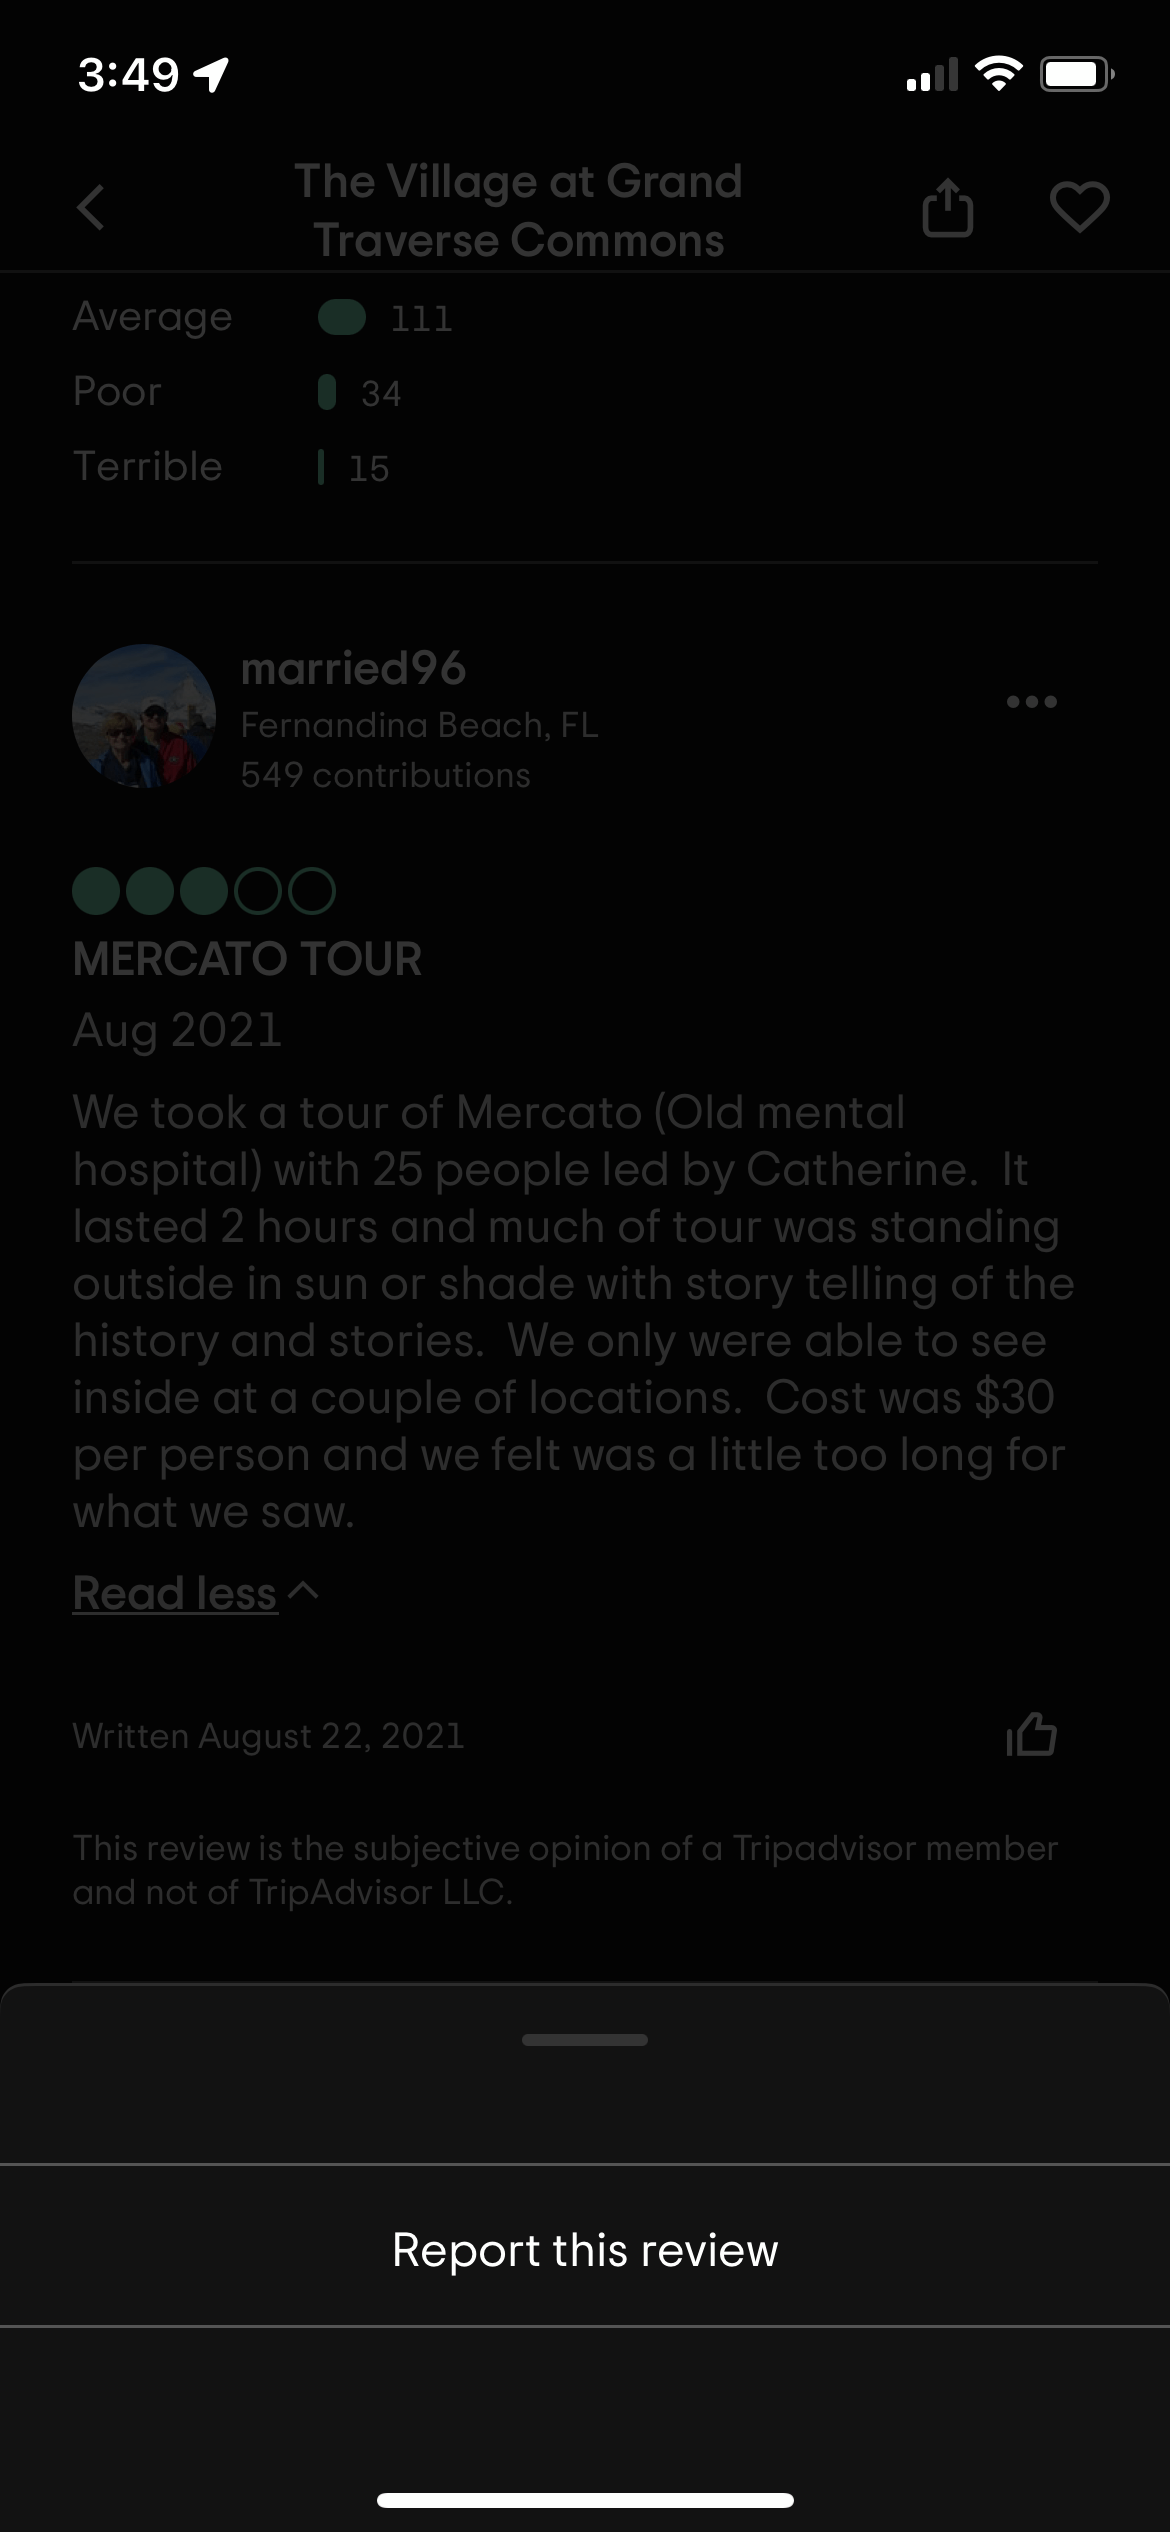 3:49
The Village at Grand
Traverse Commons
Average 111
Poor 34
Terrible 15
married96
Fernandina Beach, FL
549 contributions
MERCATO TOUR
Aug 2021
We took a tour of Mercato (Old mental
hospital) with 25 people led by Catherine.  It
lasted 2 hours and much of tour was standing
outside in sun or shade with story telling of the
history and stories.  We only were able to see
inside at a couple of locations.  Cost was $30
per person and we felt was a little too long for
what we saw.
Read less
Written August 22, 2021
This review is the subjective opinion of a Tripadvisor member
and not of TripAdvisor LLC.
Report this review